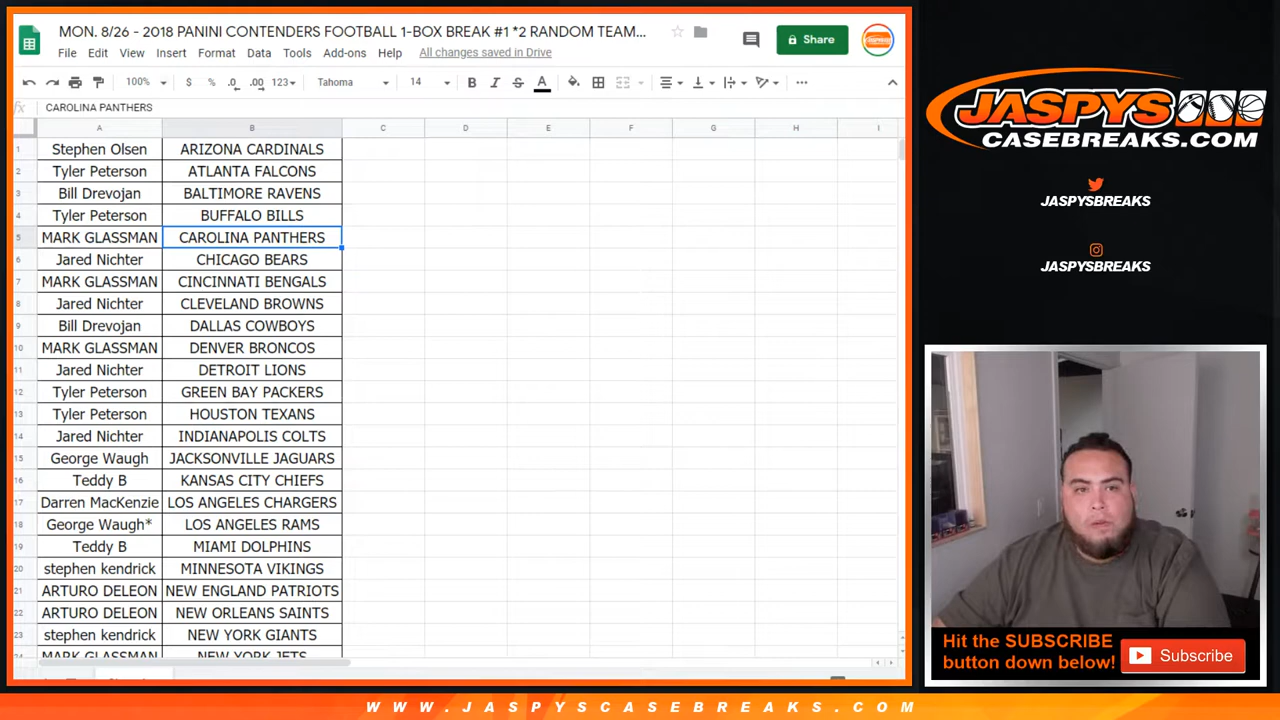 MON. 8/26 - 2018 PANINI CONTENDERS FOOTBALL 1-BOX BREAK #1 *2 RANDOM TEAM...
Share
File Edit View Insert Format Data Tools Add-ons Help All changes saved in Drive
100% $ % .0 .00 123 Tahoma 14 B I S A
fx CAROLINA PANTHERS
A B C D E F G H I
1 Stephen Olsen ARIZONA CARDINALS
2 Tyler Peterson ATLANTA FALCONS
3 Bill Drevojan BALTIMORE RAVENS
4 Tyler Peterson BUFFALO BILLS
5 MARK GLASSMAN CAROLINA PANTHERS
6 Jared Nichter CHICAGO BEARS
7 MARK GLASSMAN CINCINNATI BENGALS
8 Jared Nichter CLEVELAND BROWNS
9 Bill Drevojan DALLAS COWBOYS
10 MARK GLASSMAN DENVER BRONCOS
11 Jared Nichter DETROIT LIONS
12 Tyler Peterson GREEN BAY PACKERS
13 Tyler Peterson HOUSTON TEXANS
14 Jared Nichter INDIANAPOLIS COLTS
15 George Waugh JACKSONVILLE JAGUARS
16 Teddy B KANSAS CITY CHIEFS
17 Darren MacKenzie LOS ANGELES CHARGERS
18 George Waugh* LOS ANGELES RAMS
19 Teddy B MIAMI DOLPHINS
20 stephen kendrick MINNESOTA VIKINGS
21 ARTURO DELEON NEW ENGLAND PATRIOTS
22 ARTURO DELEON NEW ORLEANS SAINTS
23 stephen kendrick NEW YORK GIANTS
24 MARK GLASSMAN NEW YORK JETS
JASPYS
CASEBREAKS.COM
JASPYSBREAKS
JASPYSBREAKS
Hit the SUBSCRIBE
button down below!
Subscribe
WWW.JASPYSCASEBREAKS.COM